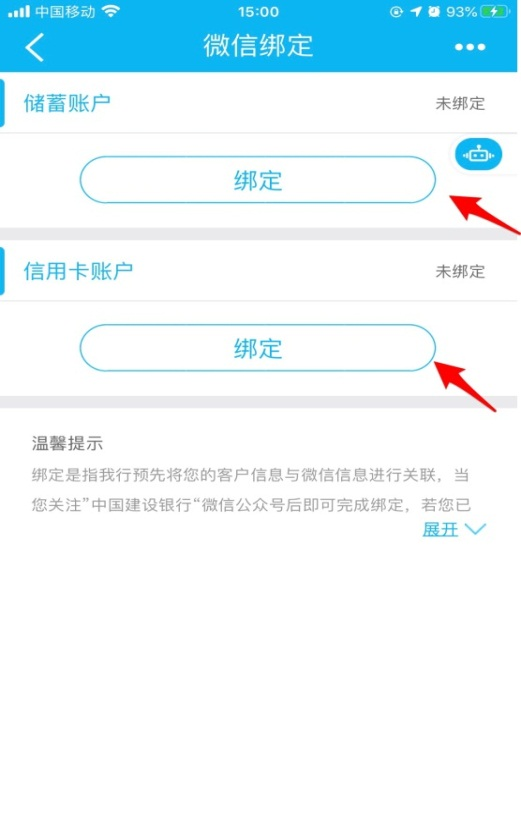 中国移动 15:00 93%
微信绑定
储蓄账户 未绑定
绑定
信用卡账户 未绑定
绑定
温馨提示
绑定是指我行预先将您的客户信息与微信信息进行关联，当
您关注”中国建设银行“微信公众号后即可完成绑定，若您已
展开